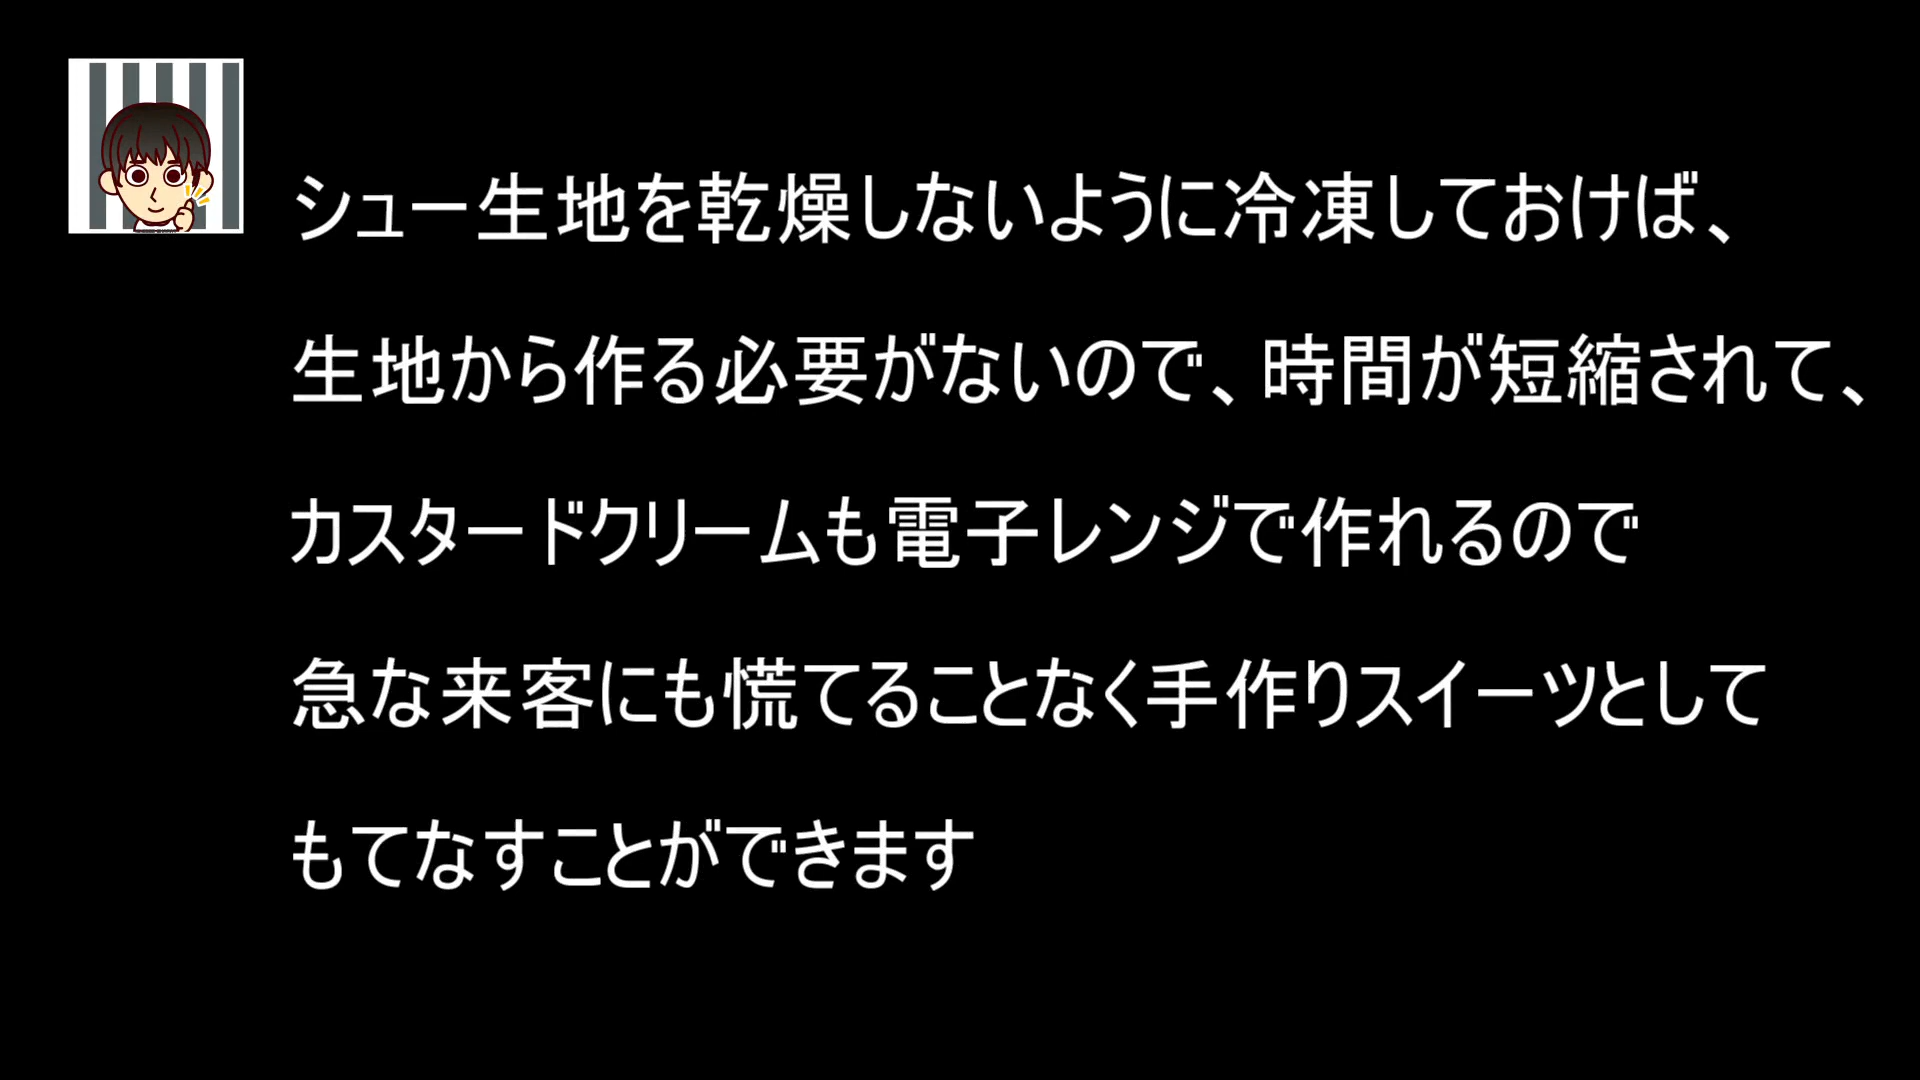 シュー生地を乾燥しないように冷凍しておけば、
生地から作る必要がないので、時間が短縮されて、
カスタードクリームも電子レンジで作れるので
急な来客にも慌てることなく手作りスイーツとして
もてなすことができます